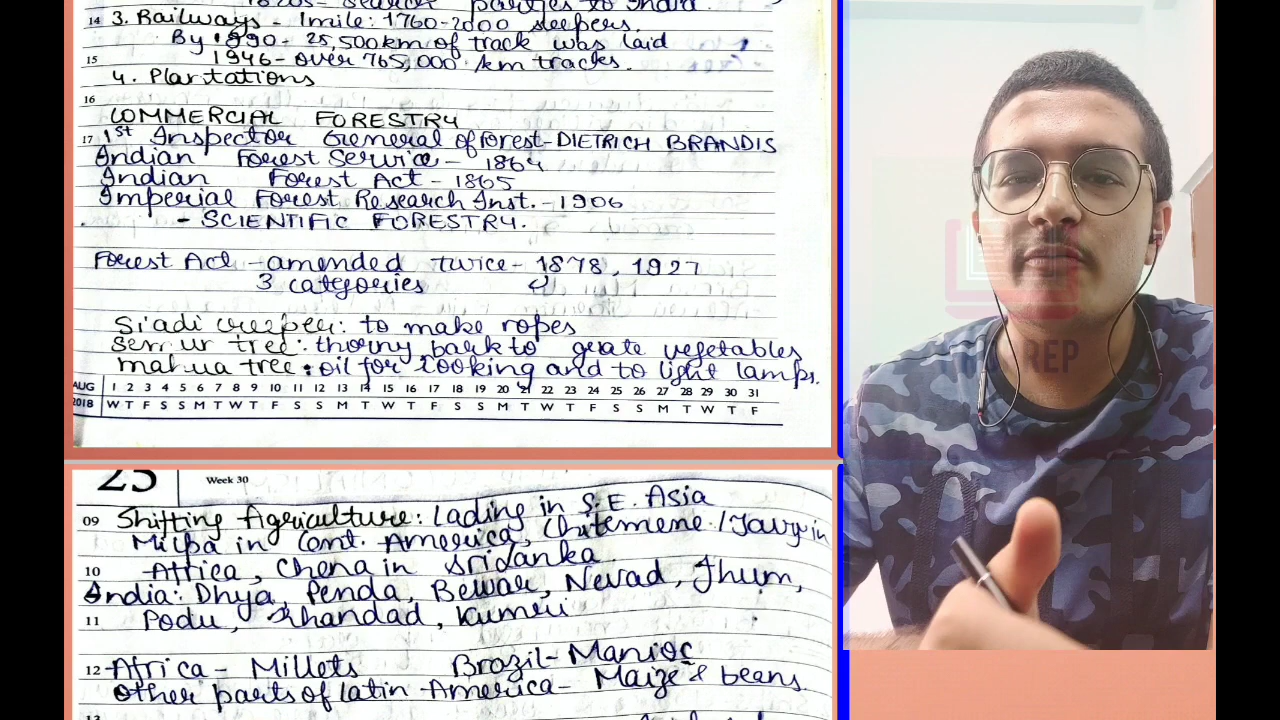 1820s- search parties to India
14 3. Railways - 1mile: 1760-2000 sleepers.
By 1990 - 25,500km of track was laid
15 1946 - over 765,000 km tracks.
4. Plantations
16
COMMERCIAL FORESTRY
17 1st Inspector General of Forest-DIETRICH BRANDIS
Indian Forest Service - 1864
Indian Forest Act - 1865
Imperial Forest Research Inst. - 1906
- SCIENTIFIC FORESTRY.
Forest Act - amended twice - 1878, 1927
3 categories
Siadi creeper: to make ropes
Semur tree: thorny bark to grate vegetables
mahua tree: oil for cooking and to light lamps.
AUG 1 2 3 4 5 6 7 8 9 10 11 12 13 14 15 16 17 18 19 20 21 22 23 24 25 26 27 28 29 30 31
2018 W T F S S M T W T F S S M T W T F S S M T W T F S S M T W T F
25 Week 30
09 Shifting Agriculture: Lading in S.E. Asia
Milpa in Cent. America, Chitemene / Tavy in
10 Africa, Chena in Srilanka
India: Dhya, Penda, Bewar, Nevad, Jhum,
11 Podu, Khandad, Kumri
12 Africa - Millets Brazil - Manioc
Other parts of latin America - Maize & beans
13